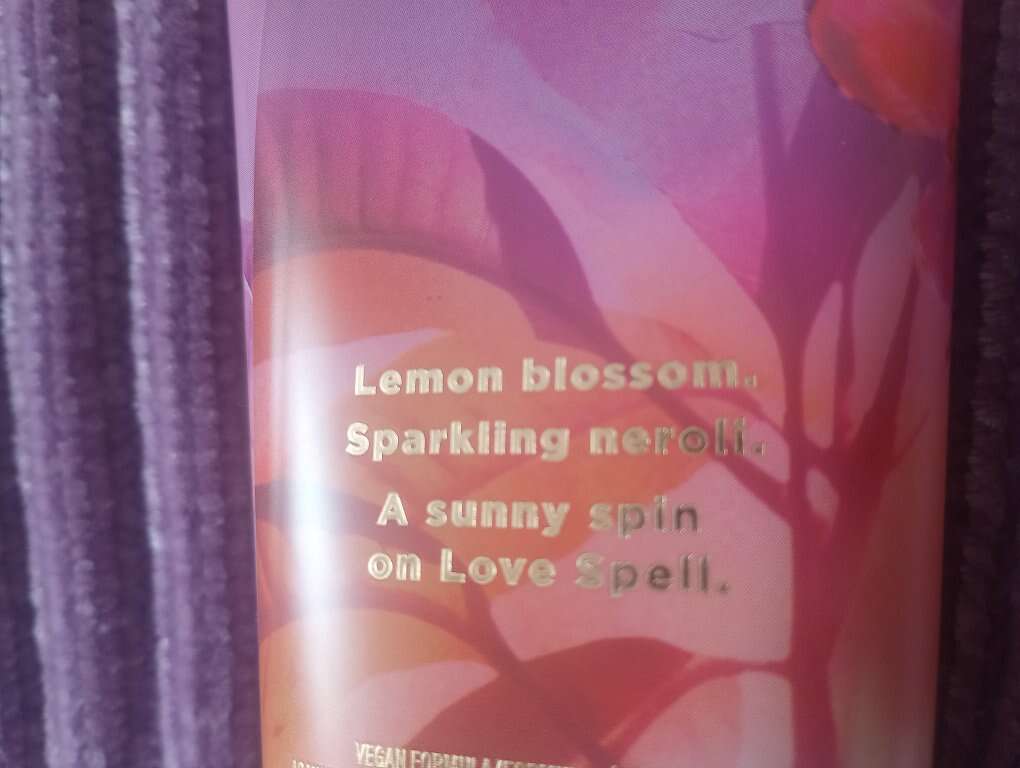 Lemon blossom.
Sparkling neroli.
A sunny spin
on Love Spell.
VEGAN FORMULA